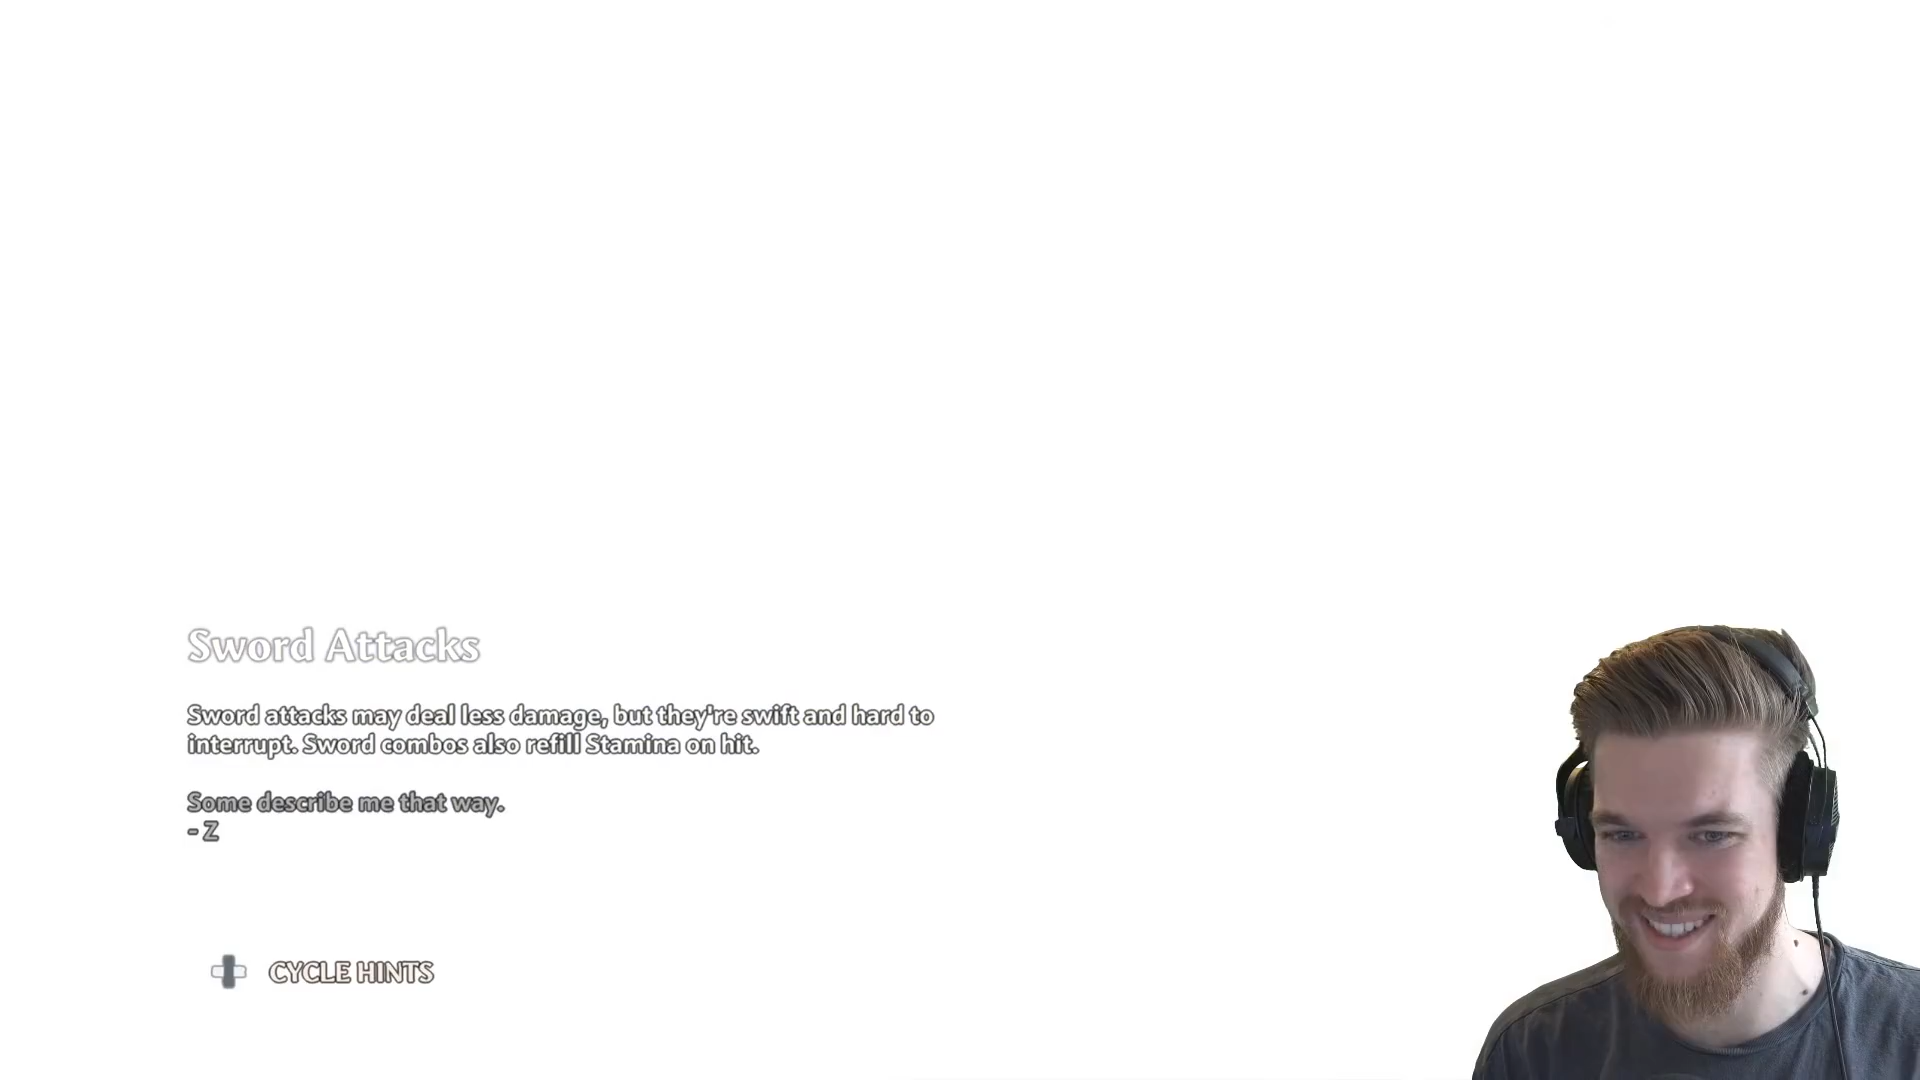 Sword Attacks
Sword attacks may deal less damage, but they're swift and hard to
interrupt. Sword combos also refill Stamina on hit.
Some describe me that way.
- Z
CYCLE HINTS